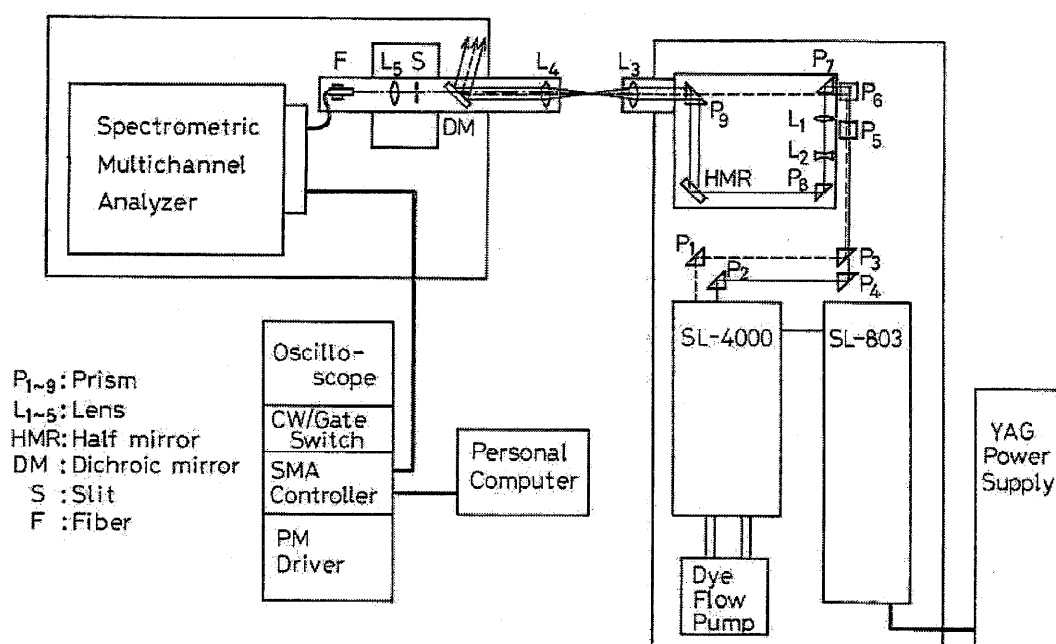 F
L5
S
DM
L4
L3
P7
P6
P9
L1
P5
L2
HMR
P8
Spectrometric
Multichannel
Analyzer
P1
P2
P3
P4
SL-4000
SL-803
Oscillo-
scope
CW/Gate
Switch
SMA
Controller
PM
Driver
Personal
Computer
YAG
Power
Supply
Dye
Flow
Pump
P1~9: Prism
L1~5: Lens
HMR: Half mirror
DM : Dichroic mirror
S : Slit
F : Fiber